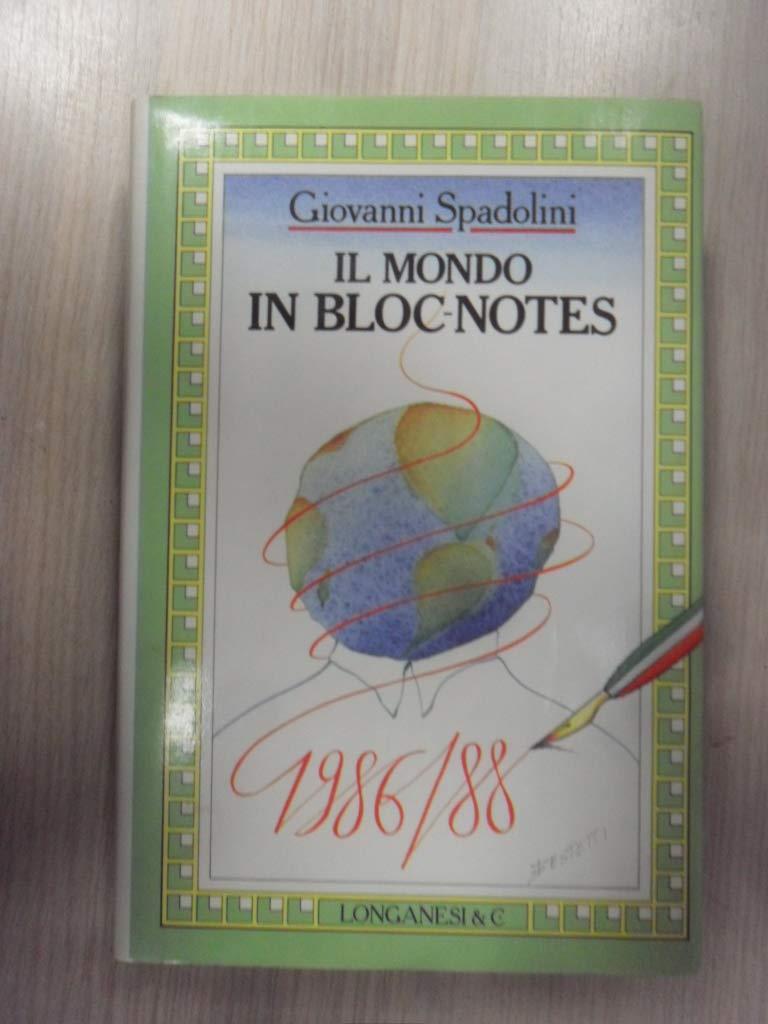 Giovanni Spadolini
IL MONDO
IN BLOC-NOTES
1986/88
LONGANESI & C